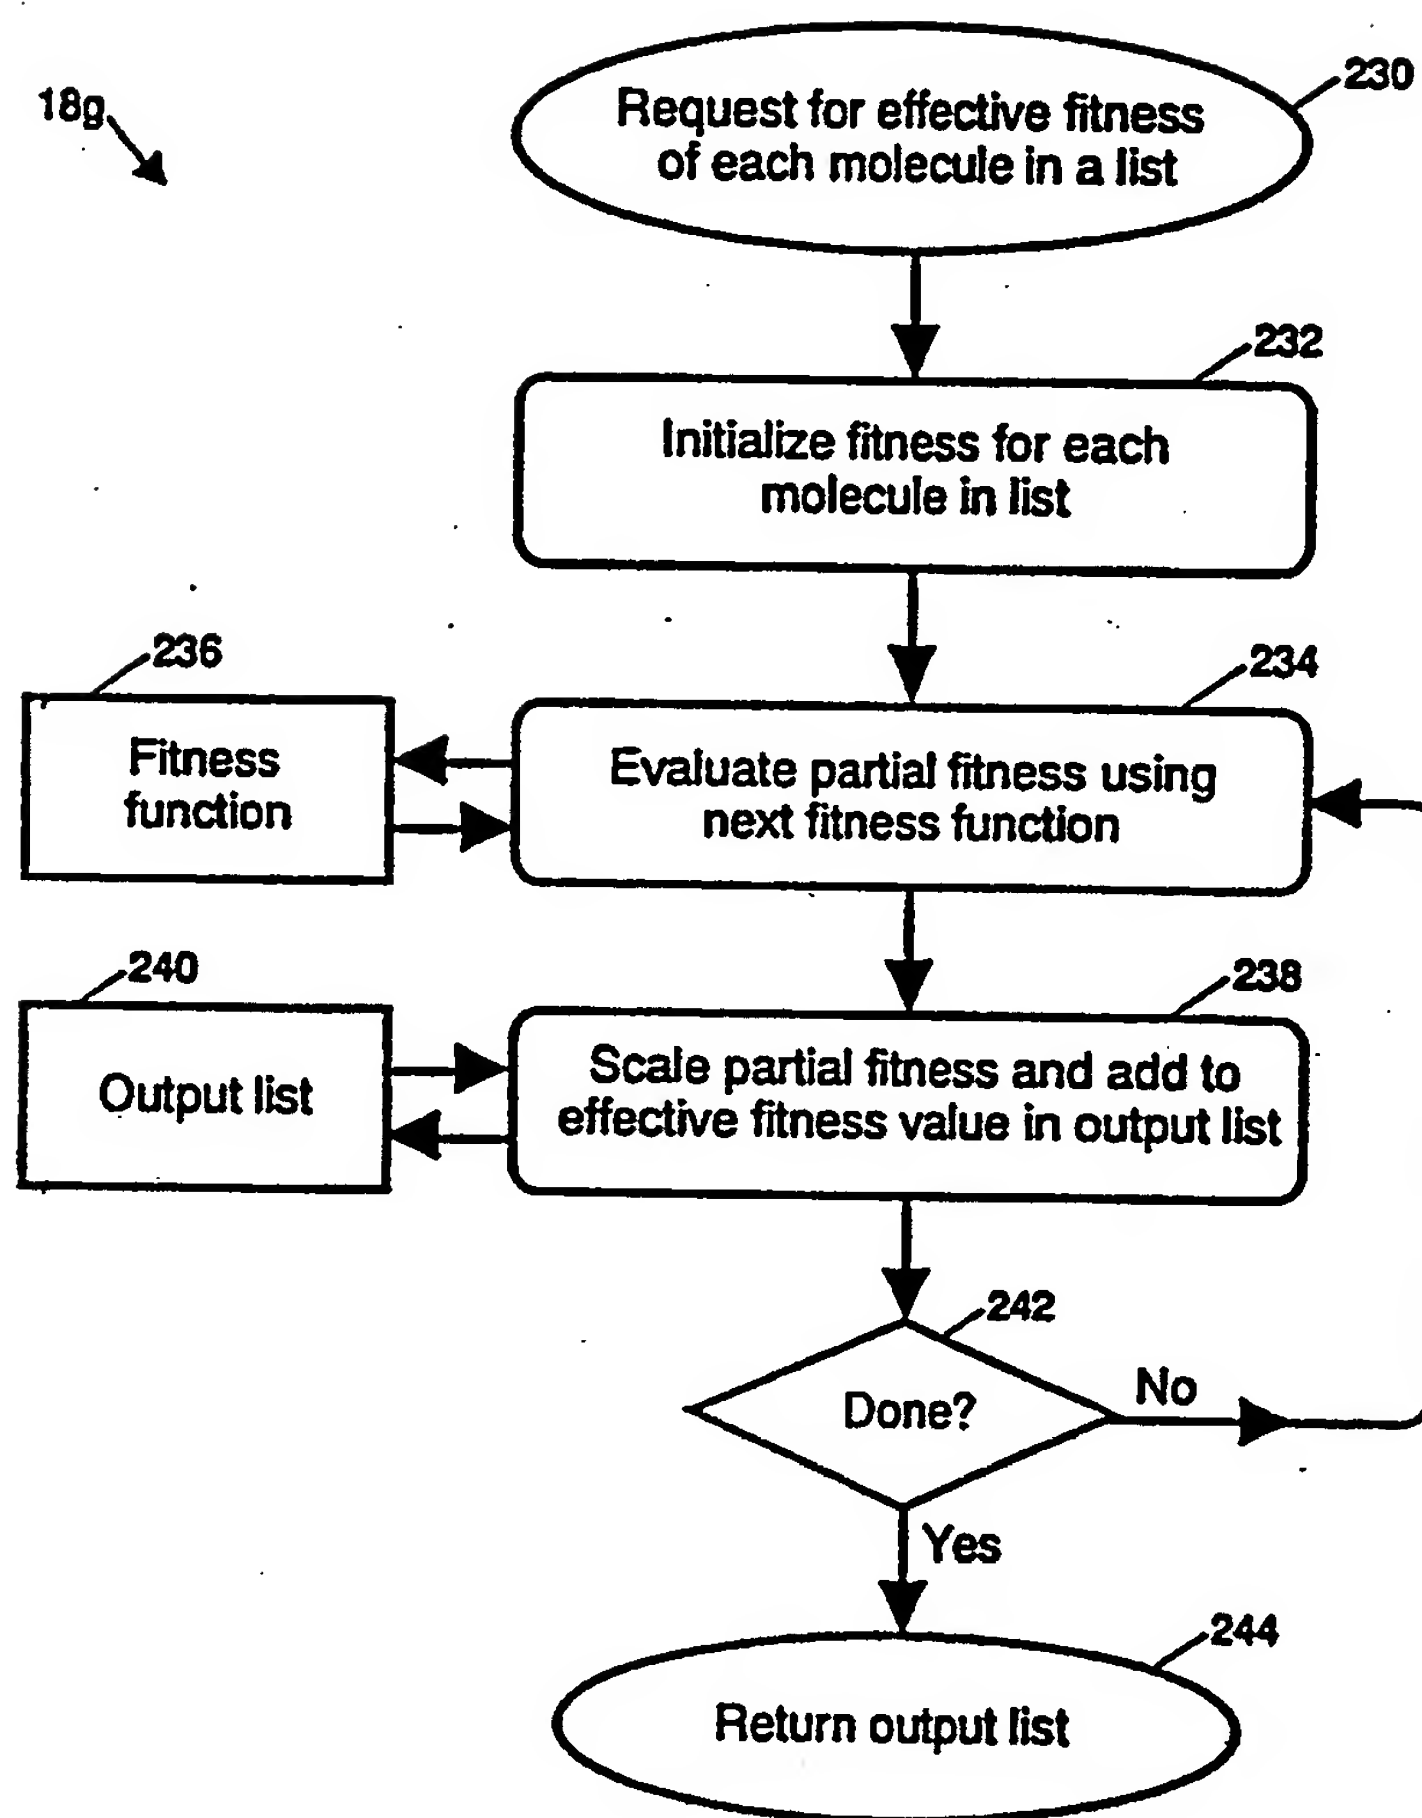 18g
230
Request for effective fitness
of each molecule in a list
232
Initialize fitness for each
molecule in list
236
Fitness
function
234
Evaluate partial fitness using
next fitness function
240
Output list
238
Scale partial fitness and add to
effective fitness value in output list
242
Done?
No
Yes
244
Return output list